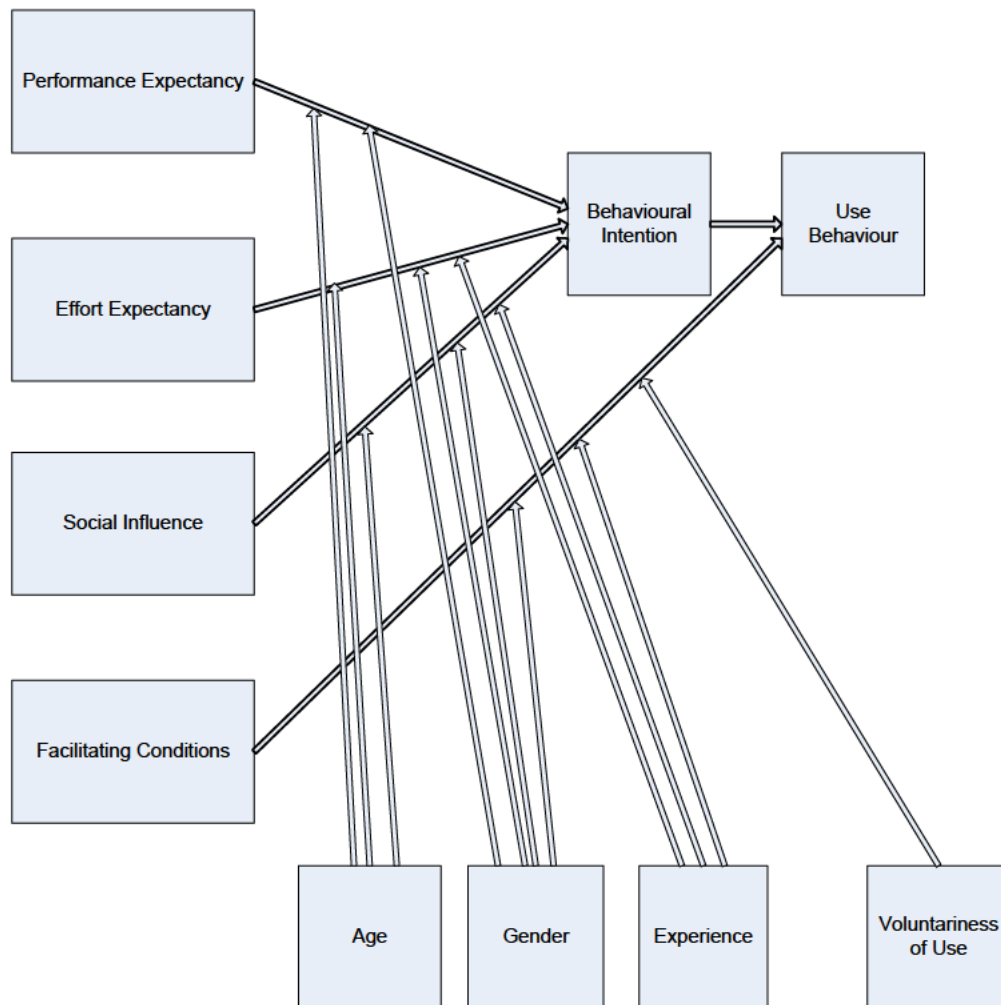 Performance Expectancy
Behavioural
Intention
Use
Behaviour
Effort Expectancy
Social Influence
Facilitating Conditions
Age
Gender
Experience
Voluntariness
of Use